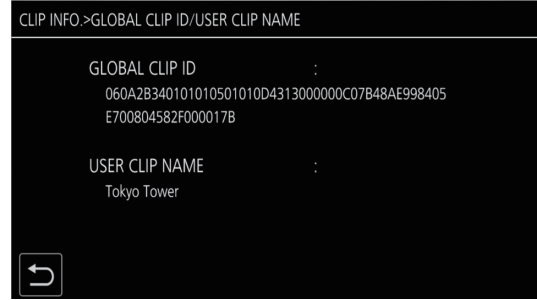 CLIP INFO.>GLOBAL CLIP ID/USER CLIP NAME
GLOBAL CLIP ID :
060A2B340101010501010D4313000000C07B48AE998405
E700804582F000017B
USER CLIP NAME :
Tokyo Tower